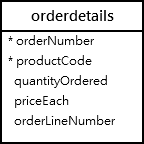 orderdetails
* orderNumber
* productCode
quantityOrdered
priceEach
orderLineNumber